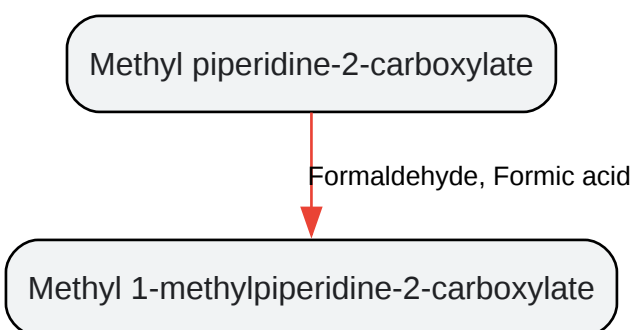 Methyl piperidine-2-carboxylate
Formaldehyde, Formic acid
Methyl 1-methylpiperidine-2-carboxylate